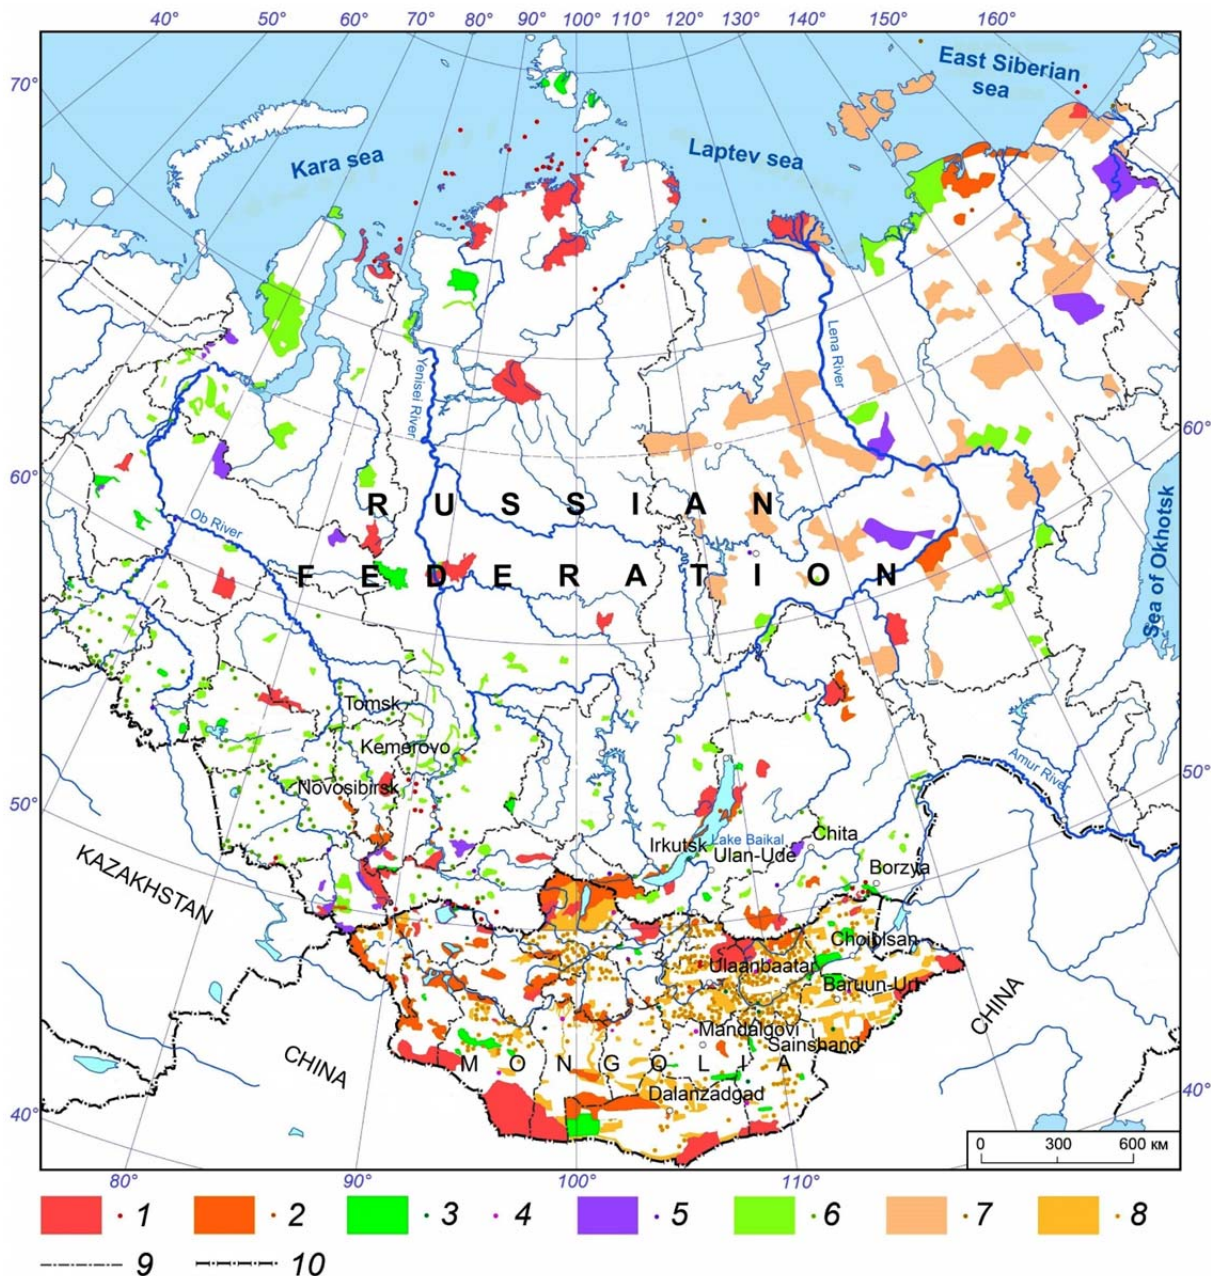 40° 50° 60° 70° 80° 90° 100° 110° 120° 130° 140° 150° 160°
70°
East Siberian
sea
Kara sea
Laptev sea
Lena River
Yenisei River
60°
60°
Ob River
R U S S I A N
F E D E R A T I O N
Sea of Okhotsk
Tomsk
Kemerovo
Novosibirsk
50°
50°
Amur River
Irkutsk
Lake Baikal
Ulan-Ude
Chita
Borzya
KAZAKHSTAN
Choiblsan
Ulaanbaatar
Baruun-Urt
Mandalgovi
Sainshand
CHINA
CHINA
M O N G O L I A
Dalanzadgad
40°
40°
0 300 600 км
80° 90° 100° 110°
1 2 3 4 5 6 7 8
9 10